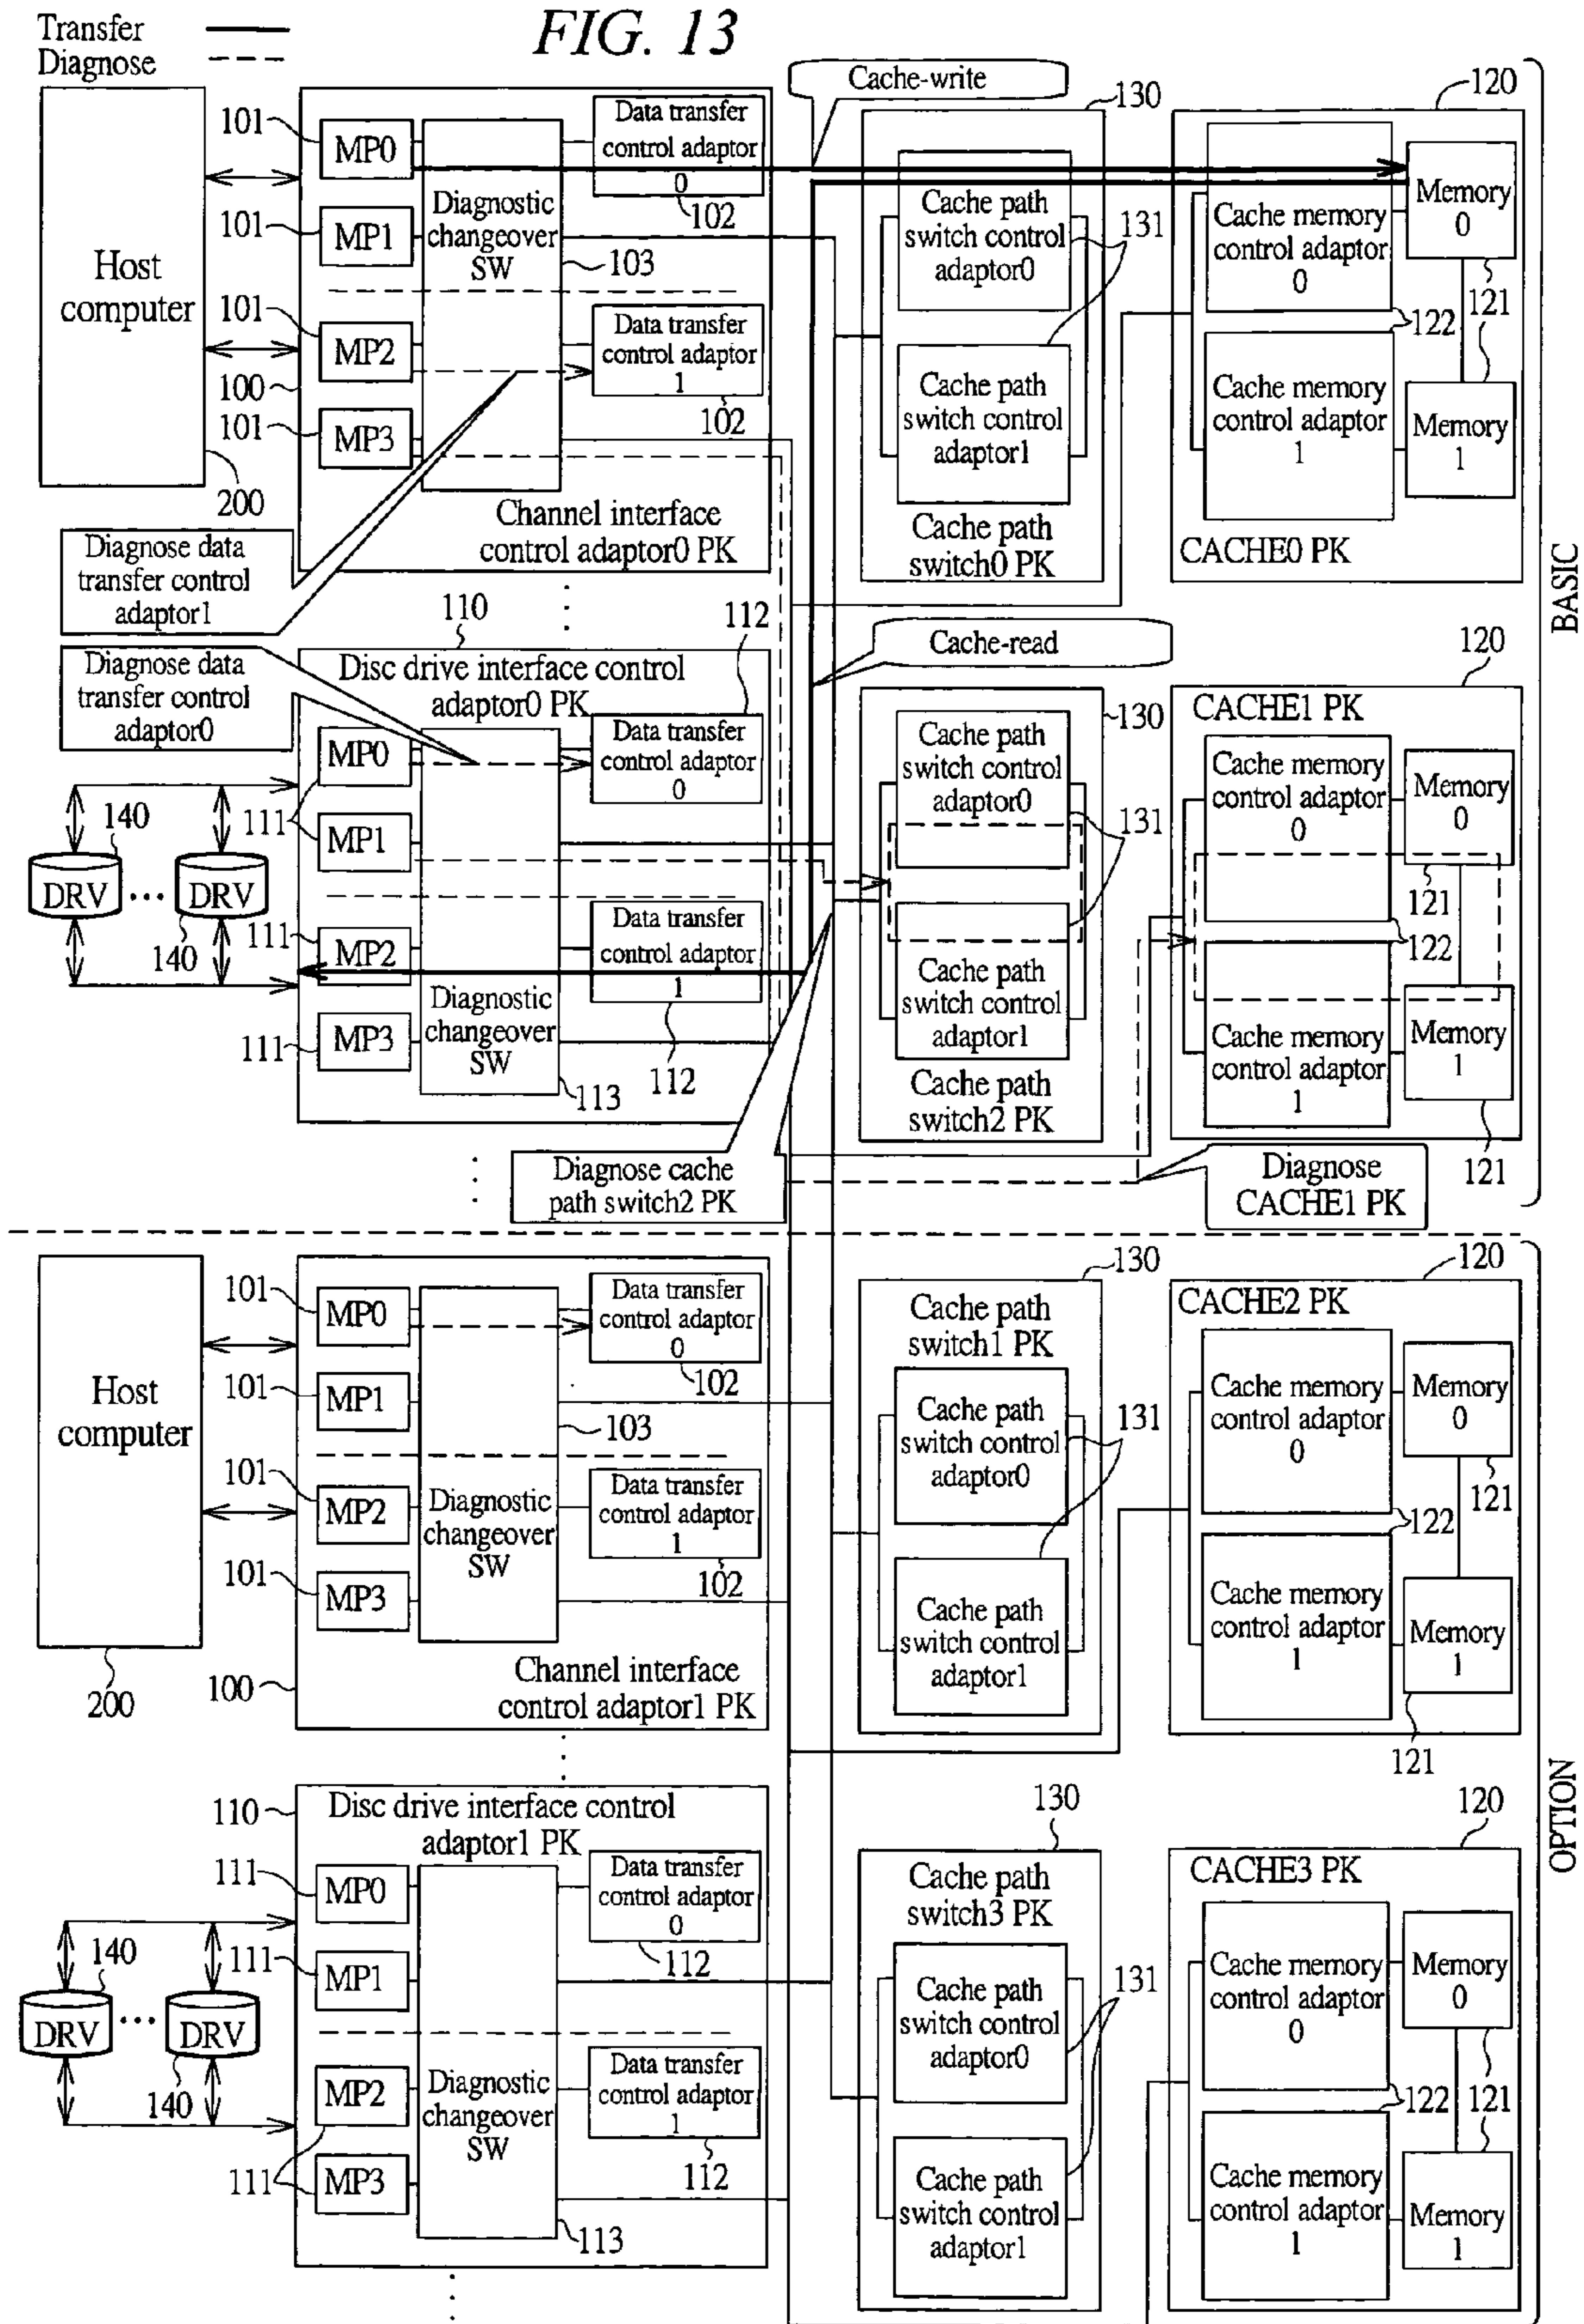 FIG. 13
Transfer
Diagnose
Host
computer
200
100
101
MP0
101
MP1
101
MP2
101
MP3
Diagnostic
changeover
SW
103
Data transfer
control adaptor
0
102
Data transfer
control adaptor
1
102
Channel interface
control adaptor0 PK
Cache-write
130
Cache path
switch control
adaptor0
131
Cache path
switch control
adaptor1
Cache path
switch0 PK
120
Cache memory
control adaptor
0
Memory
0
121
122
Cache memory
control adaptor
1
Memory
1
CACHE0 PK
BASIC
Diagnose data
transfer control
adaptor1
Diagnose data
transfer control
adaptor0
110
Disc drive interface control
adaptor0 PK
112
MP0
111
MP1
111
MP2
111
MP3
Data transfer
control adaptor
0
Data transfer
control adaptor
1
112
Diagnostic
changeover
SW
113
140
DRV
...
DRV
140
Cache-read
130
Cache path
switch control
adaptor0
131
Cache path
switch control
adaptor1
Cache path
switch2 PK
120
CACHE1 PK
Cache memory
control adaptor
0
Memory
0
121
122
Cache memory
control adaptor
1
Memory
1
121
Diagnose cache
path switch2 PK
Diagnose
CACHE1 PK
Host
computer
200
100
101
MP0
101
MP1
101
MP2
101
MP3
Diagnostic
changeover
SW
103
Data transfer
control adaptor
0
102
Data transfer
control adaptor
1
102
Channel interface
control adaptor1 PK
130
Cache path
switch1 PK
Cache path
switch control
adaptor0
131
Cache path
switch control
adaptor1
120
CACHE2 PK
Cache memory
control adaptor
0
Memory
0
121
122
Cache memory
control adaptor
1
Memory
1
121
OPTION
110
Disc drive interface control
adaptor1 PK
111
MP0
111
MP1
MP2
111
MP3
Data transfer
control adaptor
0
112
Data transfer
control adaptor
1
112
Diagnostic
changeover
SW
113
140
DRV
...
DRV
140
130
Cache path
switch3 PK
Cache path
switch control
adaptor0
131
Cache path
switch control
adaptor1
120
CACHE3 PK
Cache memory
control adaptor
0
Memory
0
122
121
Cache memory
control adaptor
1
Memory
1